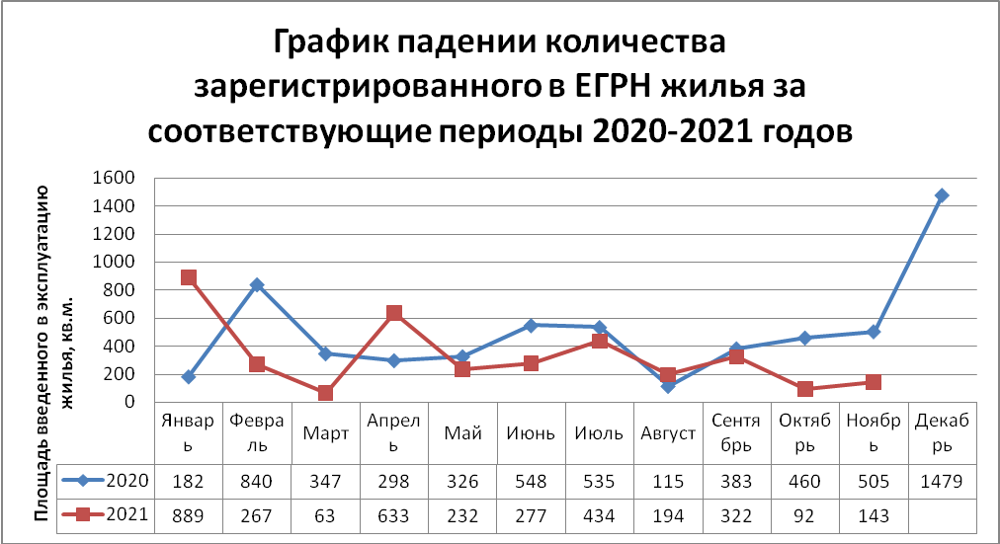 График падении количества
зарегистрированного в ЕГРН жилья за
соответствующие периоды 2020-2021 годов
Площадь введенного в эксплуатацию
жилья, кв.м.
1600
1400
1200
1000
800
600
400
200
0
Январ
ь
Февра
ль
Март
Апрел
ь
Май
Июнь
Июль
Август
Сентя
брь
Октяб
рь
Ноябр
ь
Декаб
рь
2020 182 840 347 298 326 548 535 115 383 460 505 1479
2021 889 267 63 633 232 277 434 194 322 92 143